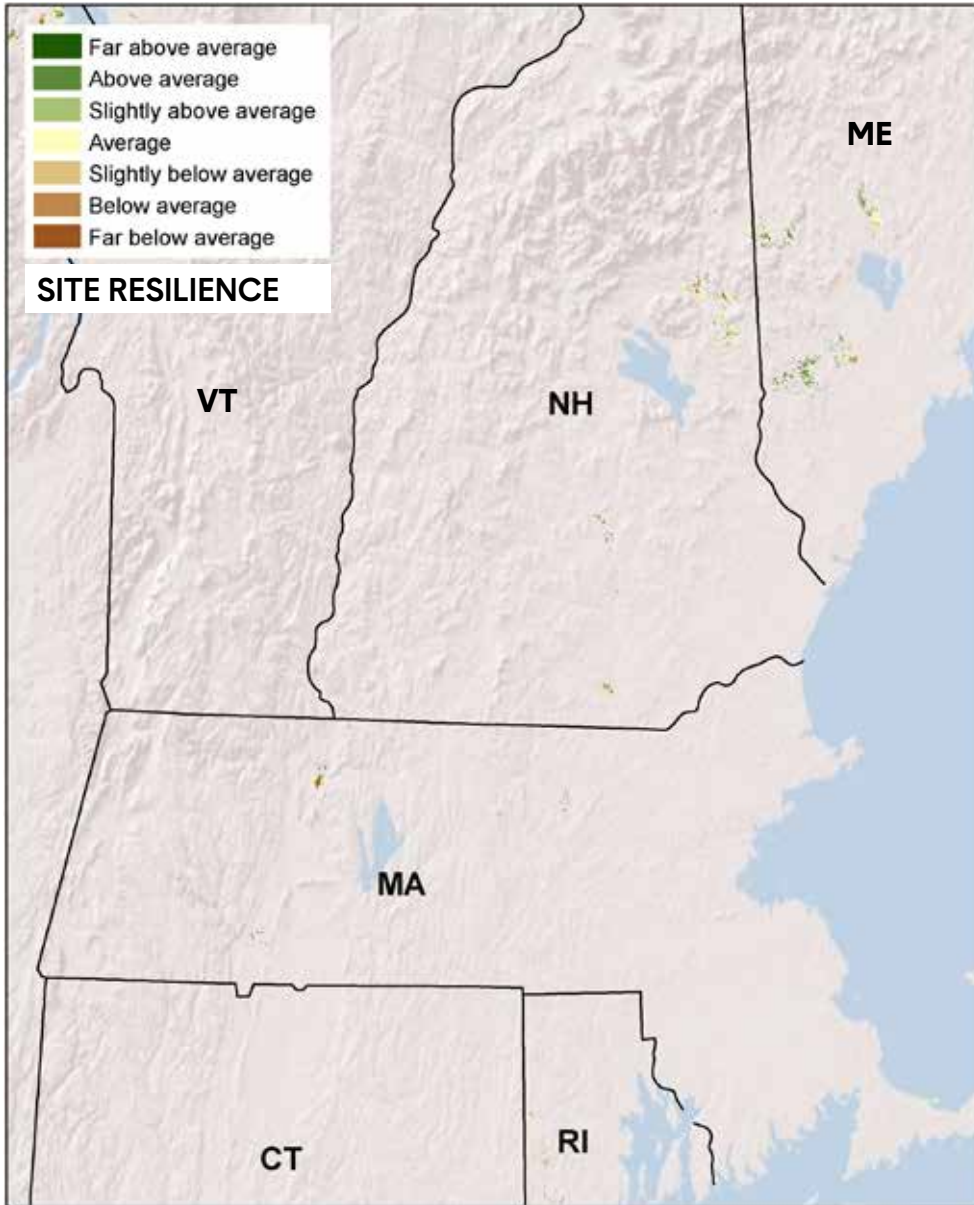 Far above average
Above average
Slightly above average
Average
Slightly below average
Below average
Far below average
SITE RESILIENCE
ME
VT
NH
MA
CT
RI